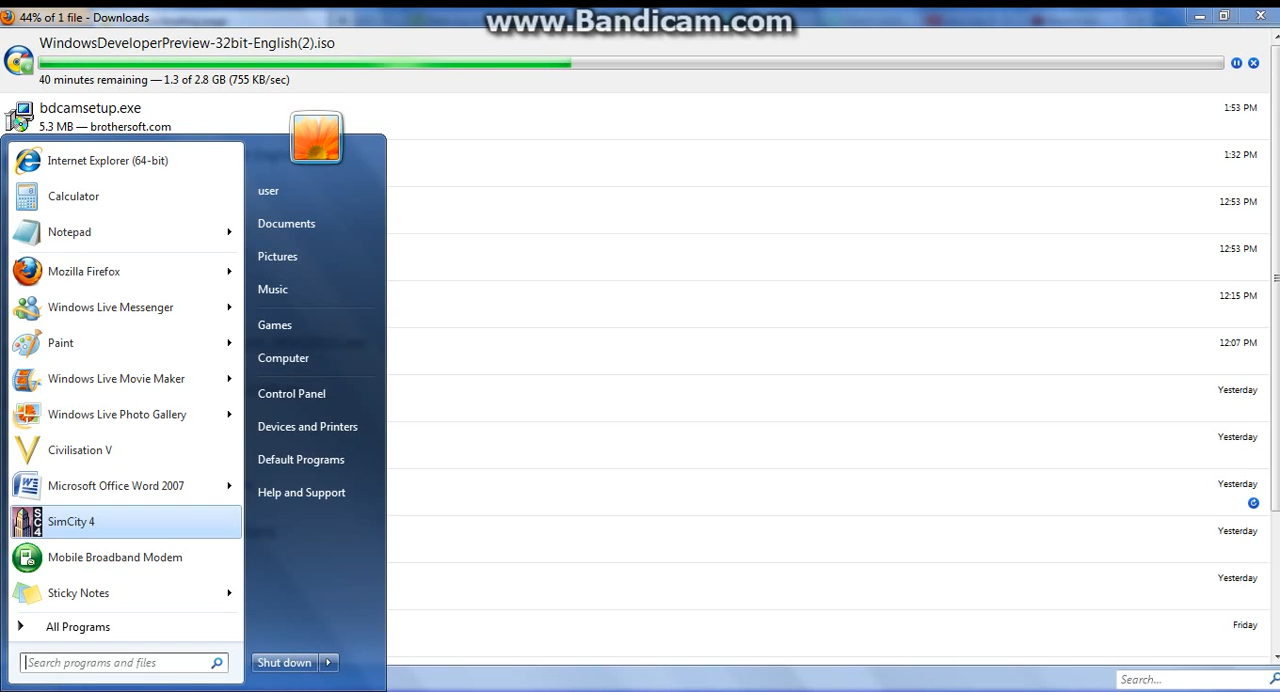 44% of 1 file - Downloads
www.Bandicam.com
WindowsDeveloperPreview-32bit-English(2).iso
40 minutes remaining — 1.3 of 2.8 GB (755 KB/sec)
bdcamsetup.exe
1:53 PM
5.3 MB — brothersoft.com
1:32 PM
12:53 PM
12:53 PM
12:15 PM
12:07 PM
Yesterday
Yesterday
Yesterday
Yesterday
Yesterday
Friday
Internet Explorer (64-bit)
Calculator
Notepad
Mozilla Firefox
Windows Live Messenger
Paint
Windows Live Movie Maker
Windows Live Photo Gallery
Civilisation V
Microsoft Office Word 2007
SC4
SimCity 4
Mobile Broadband Modem
Sticky Notes
All Programs
Search programs and files
user
Documents
Pictures
Music
Games
Computer
Control Panel
Devices and Printers
Default Programs
Help and Support
Shut down
Search...